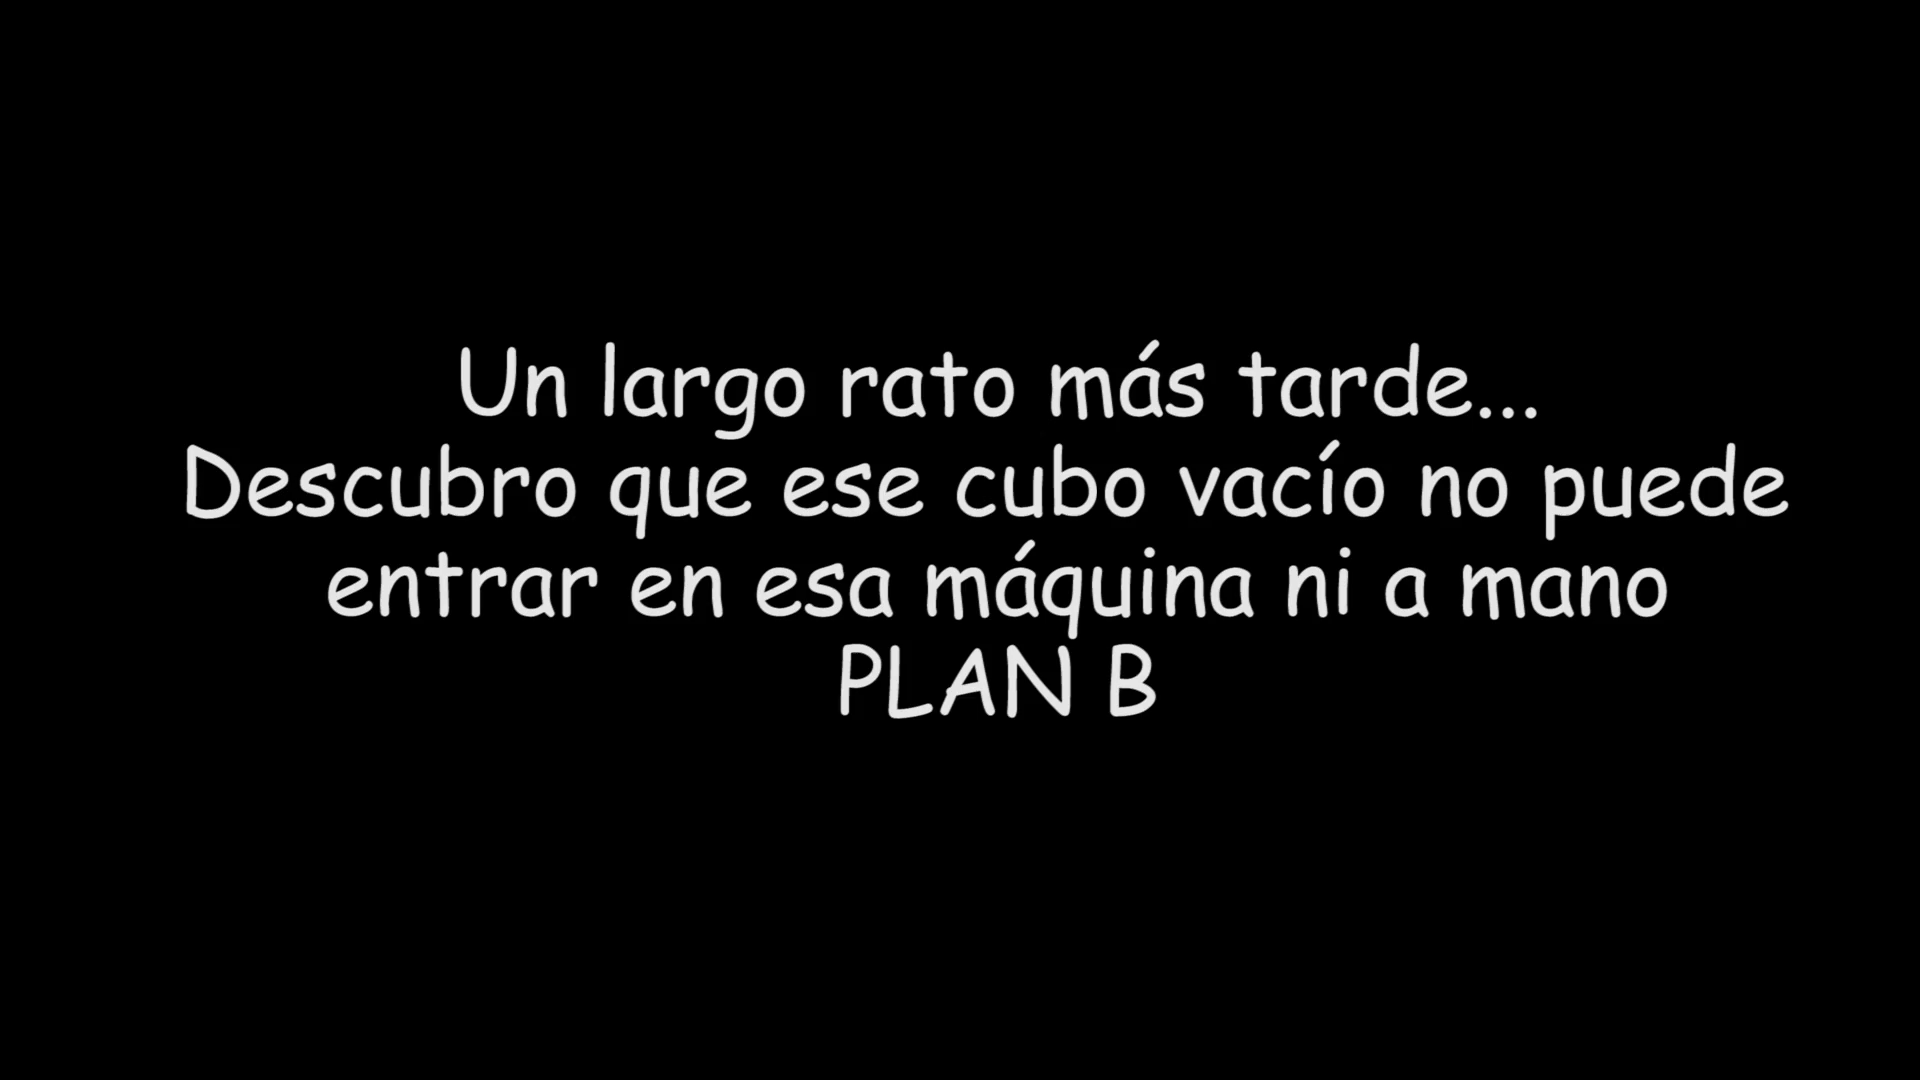 Un largo rato más tarde...
Descubro que ese cubo vacío no puede
entrar en esa máquina ni a mano
PLAN B